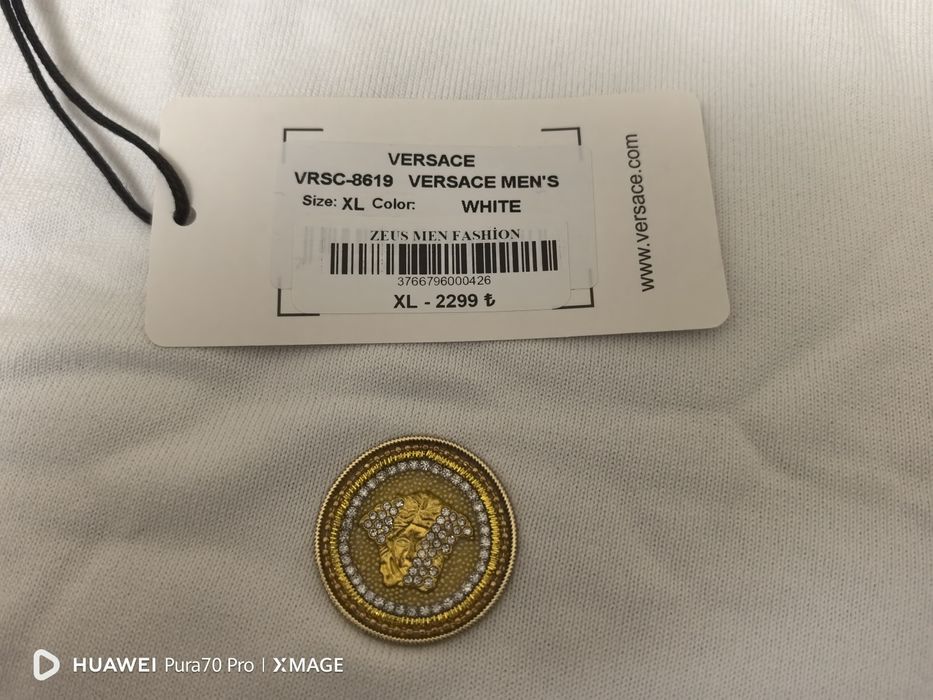 VERSACE
VRSC-8619 VERSACE MEN'S
Size: XL Color: WHITE
ZEUS MEN FASHİON
3766796000426
XL - 2299 ₺
www.versace.com
HUAWEI Pura70 Pro | XMAGE